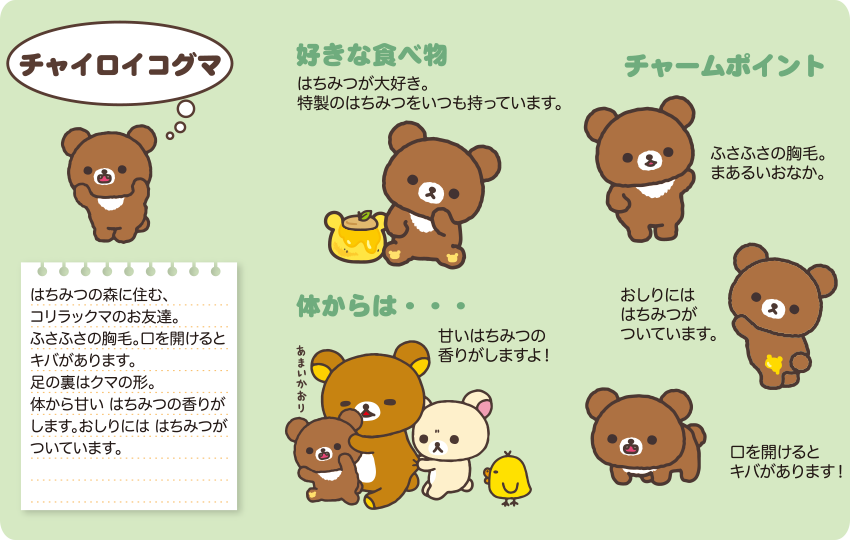 チャイロイコグマ
はちみつの森に住む、
コリラックマのお友達。
ふさふさの胸毛。口を開けると
キバがあります。
足の裏はクマの形。
体から甘い はちみつの香りが
します。おしりには はちみつが
ついています。
好きな食べ物
はちみつが大好き。
特製のはちみつをいつも持っています。
体からは・・・
甘いはちみつの
香りがしますよ！
あまいかおり
チャームポイント
ふさふさの胸毛。
まあるいおなか。
おしりには
はちみつが
ついています。
口を開けると
キバがあります！